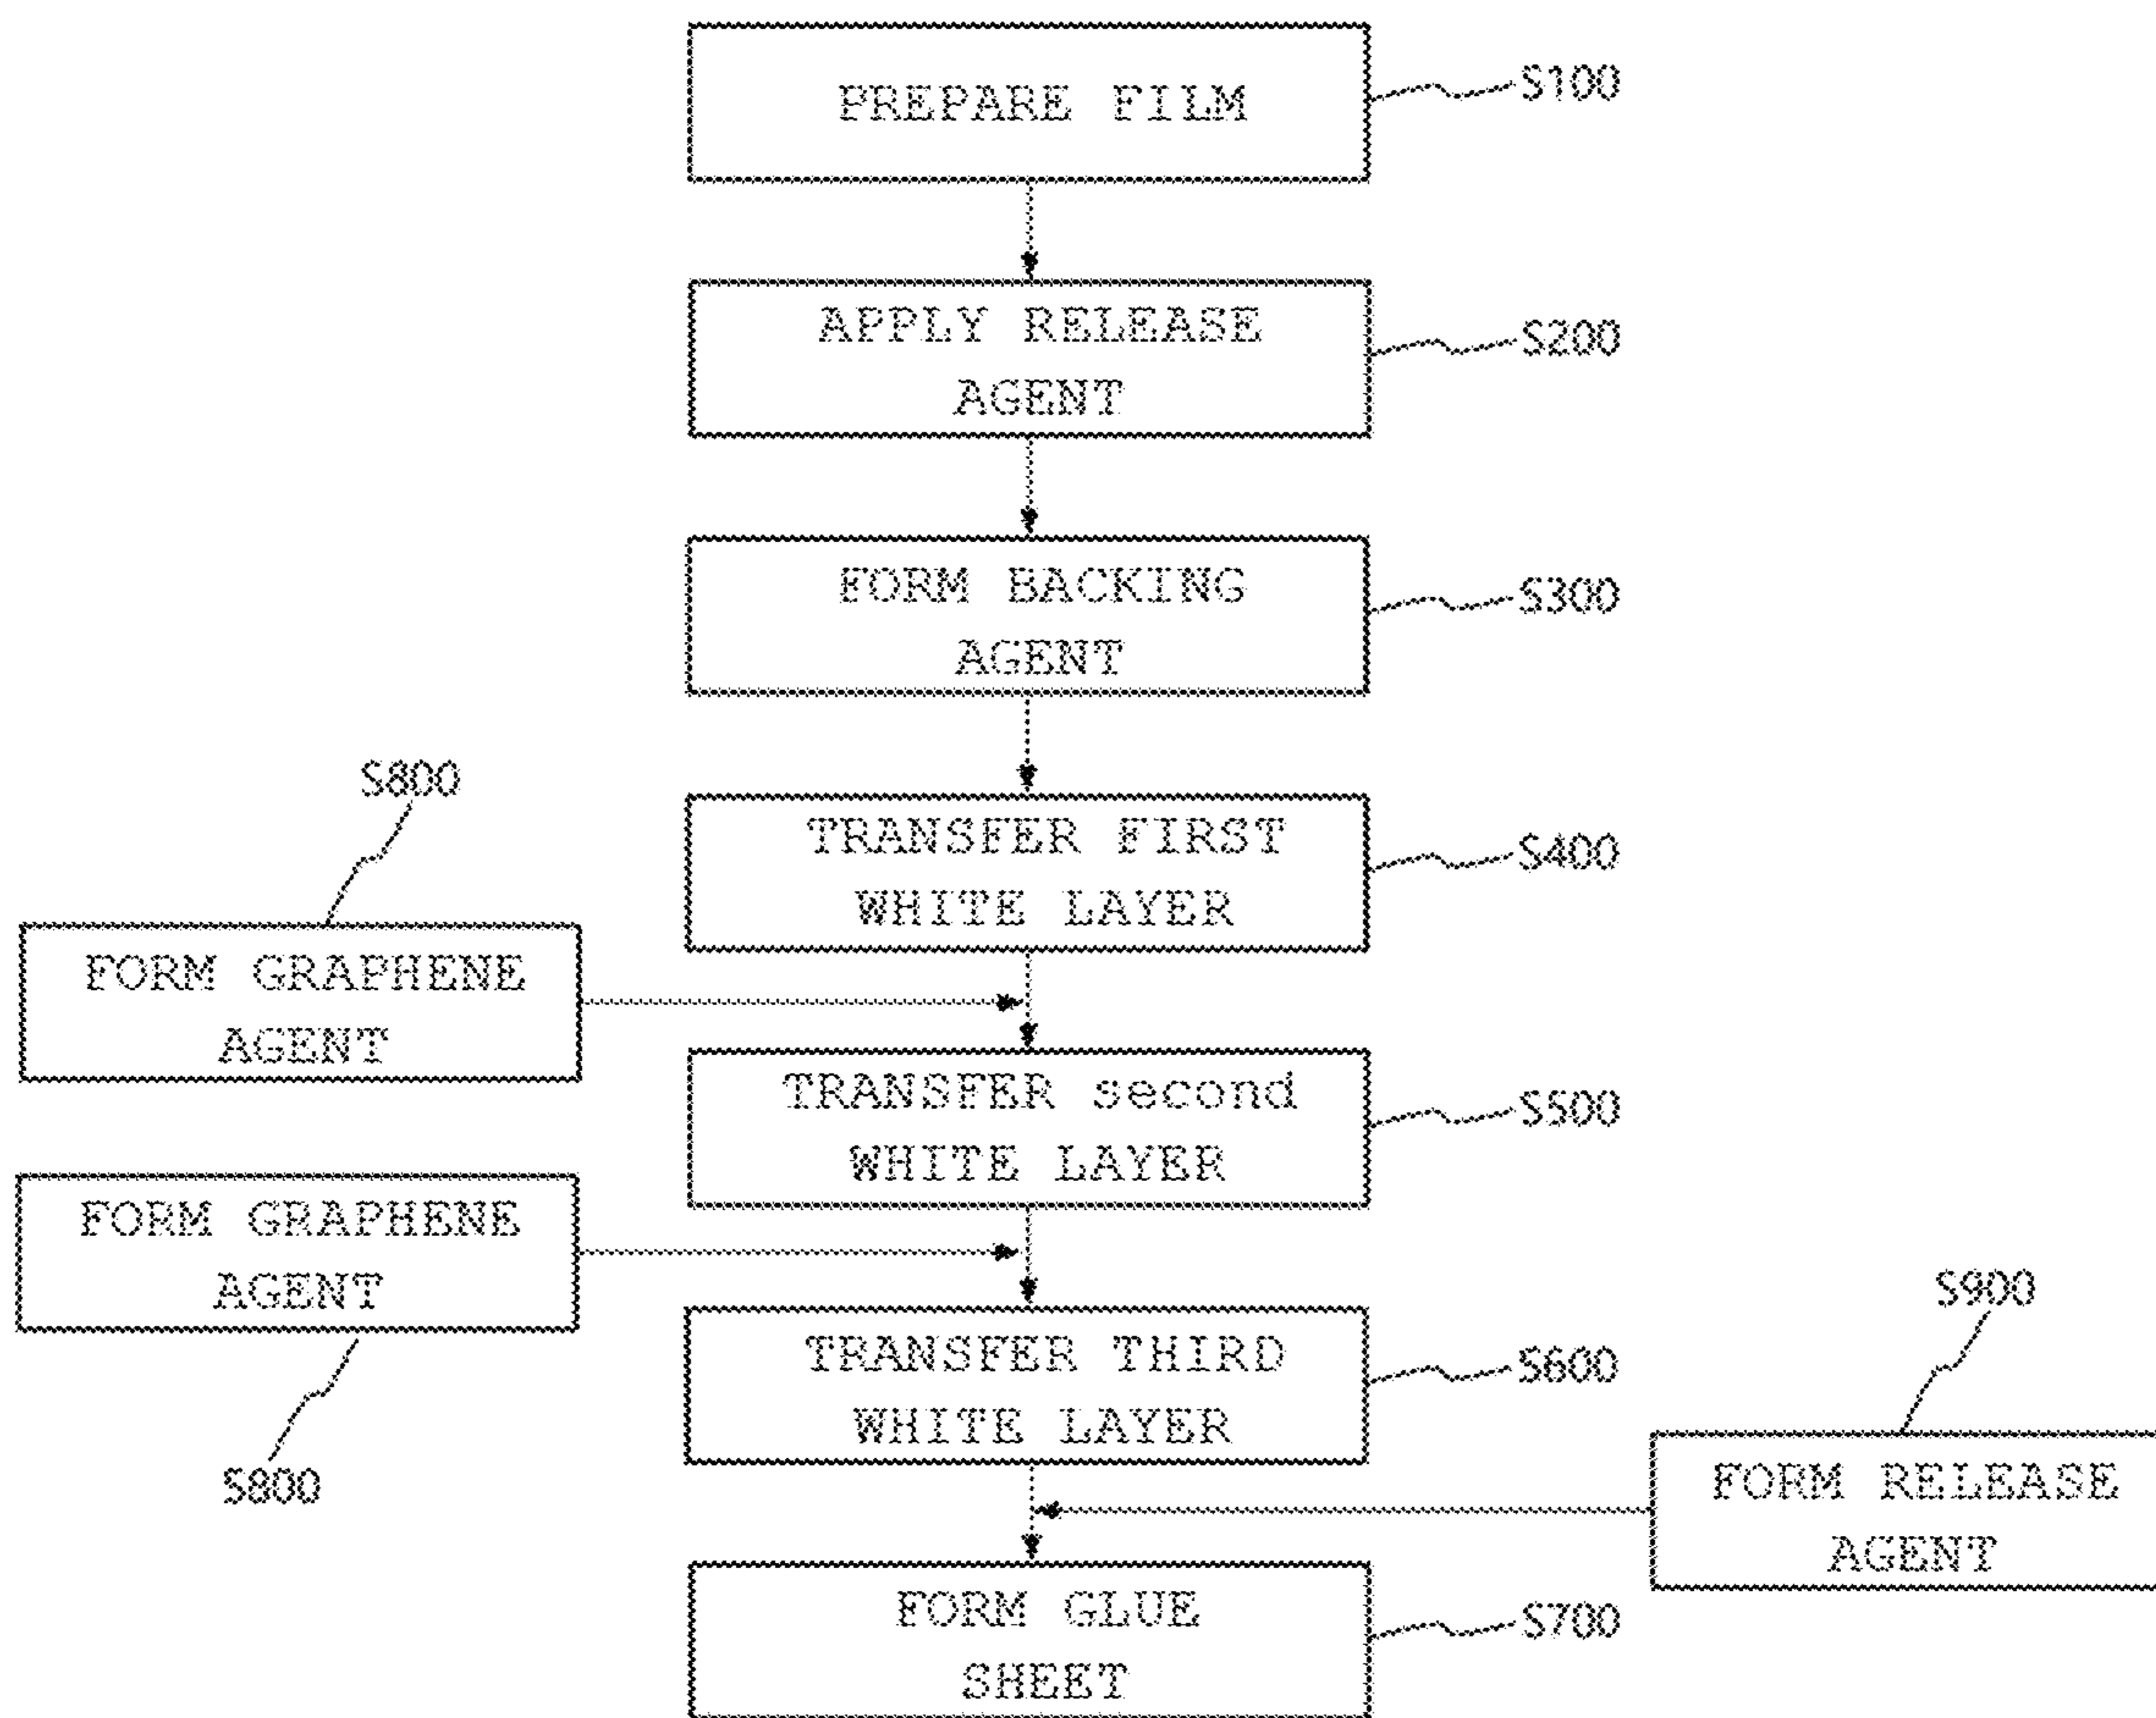 PREPARE FILM
S100
APPLY RELEASE
AGENT
S200
FORM BACKING
AGENT
S300
S800
TRANSFER FIRST
WHITE LAYER
S400
FORM GRAPHENE
AGENT
TRANSFER second
WHITE LAYER
S500
FORM GRAPHENE
AGENT
S800
TRANSFER THIRD
WHITE LAYER
S600
S900
FORM RELEASE
AGENT
FORM GLUE
SHEET
S700